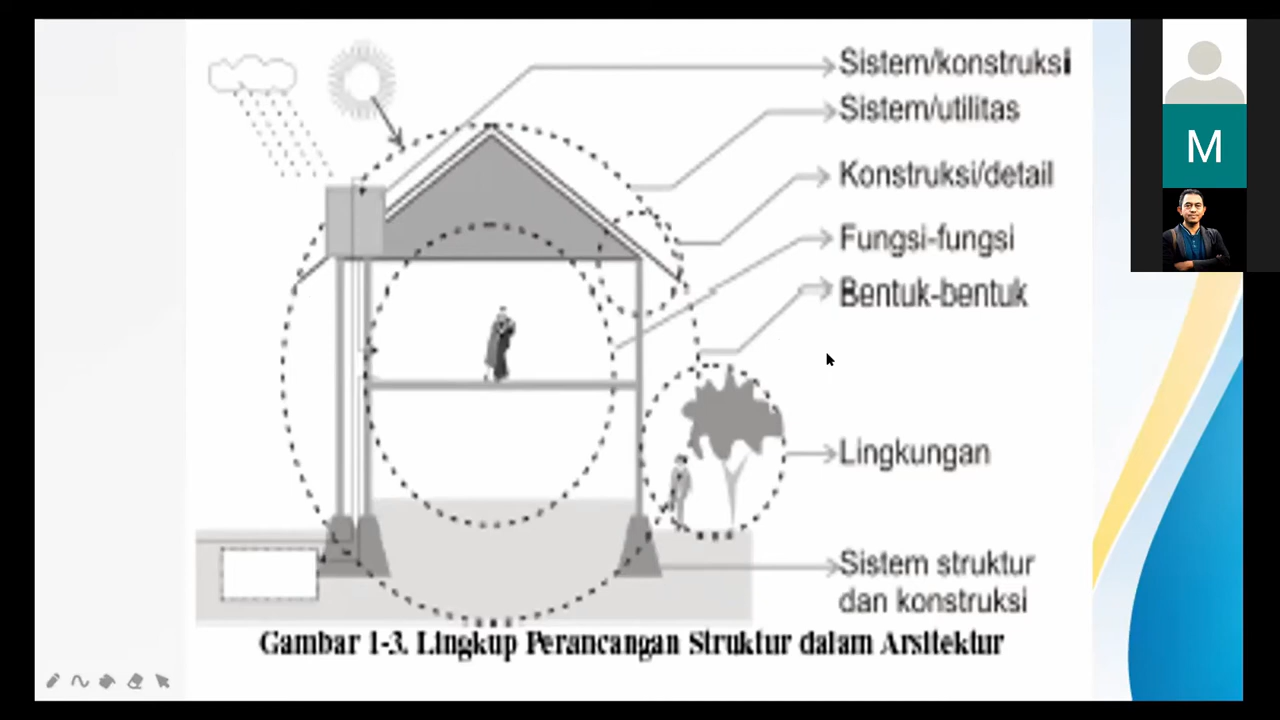 Sistem/konstruksi
Sistem/utilitas
Konstruksi/detail
Fungsi-fungsi
Bentuk-bentuk
Lingkungan
Sistem struktur
dan konstruksi
Gambar 1-3. Lingkup Perancangan Struktur dalam Arsitektur
M